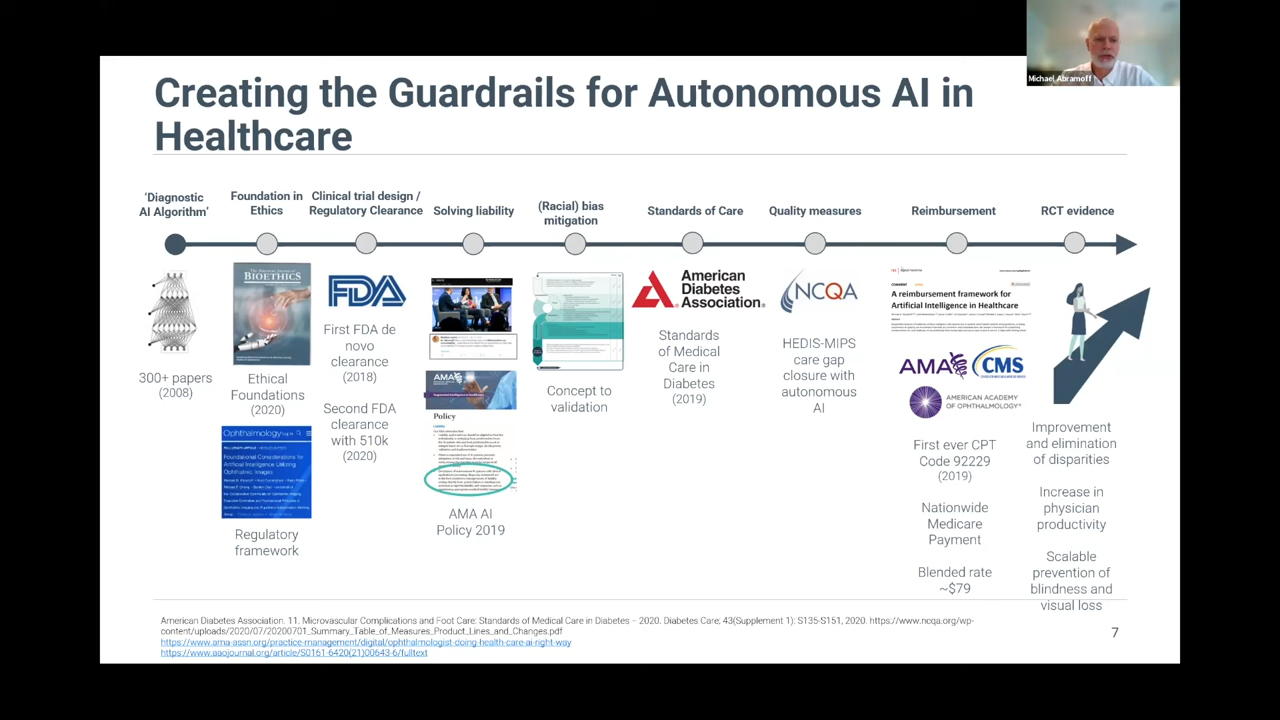 Michael Abramoff
Creating the Guardrails for Autonomous AI in
Healthcare
'Diagnostic
AI Algorithm'
300+ papers
(2008)
Foundation in
Ethics
BIOETHICS
Ethical
Foundations
(2020)
Ophthalmology
Foundational Considerations for
Artificial Intelligence Utilizing
Ophthalmic Images
Regulatory
framework
Clinical trial design /
Regulatory Clearance
FDA
First FDA de
novo
clearance
(2018)
Second FDA
clearance
with 510k
(2020)
Solving liability
AMA
Policy
AMA AI
Policy 2019
(Racial) bias
mitigation
Concept to
validation
Standards of Care
American
Diabetes
Association.
Standards
of Medical
Care in
Diabetes
(2019)
Quality measures
NCQA
HEDIS-MIPS
care gap
closure with
autonomous
AI
Reimbursement
A reimbursement framework for
Artificial Intelligence in Healthcare
AMA
CMS
AMERICAN ACADEMY
OF OPHTHALMOLOGY
First ever CPT
Code 92229
(2019)
Nationwide
Medicare
Payment
Blended rate
~$79
RCT evidence
Improvement
and elimination
of disparities
Increase in
physician
productivity
Scalable
prevention of
blindness and
visual loss
American Diabetes Association. 11. Microvascular Complications and Foot Care: Standards of Medical Care in Diabetes – 2020. Diabetes Care, 43(Supplement 1): S135-S151, 2020. https://www.ncqa.org/wp-
content/uploads/2020/07/20200701_Summary_Table_of_Measures_Product_Lines_and_Changes.pdf
https://www.ama-assn.org/practice-management/digital/ophthalmologist-doing-health-care-ai-right-way
https://www.aaojournal.org/article/S0161-6420(21)00643-6/fulltext
7